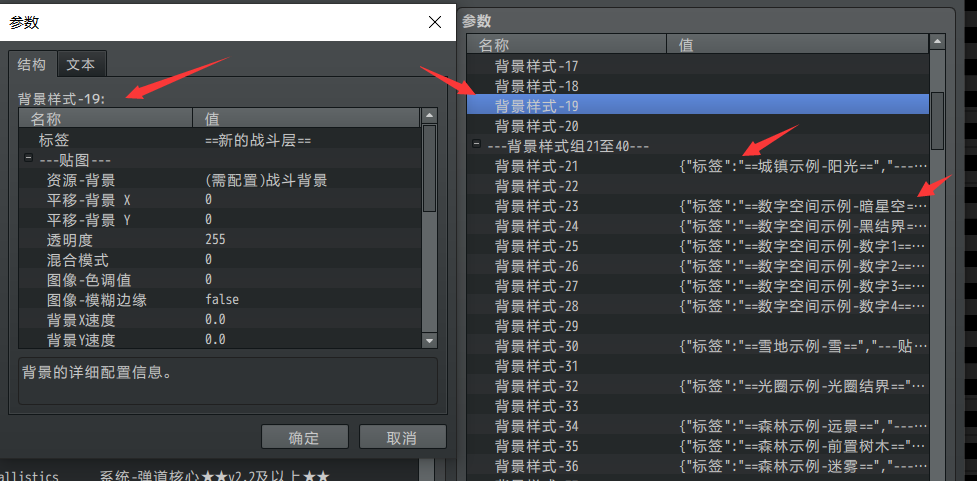 参数
结构 文本
背景样式-19:
名称 值
标签 ==新的战斗层==
---贴图---
资源-背景 (需配置)战斗背景
平移-背景 X 0
平移-背景 Y 0
透明度 255
混合模式 0
图像-色调值 0
图像-模糊边缘 false
背景X速度 0.0
背景Y速度 0.0
背景的详细配置信息。
确定 取消
allistics 系统-弹道核心★★v2.2及以上★★
参数
名称 值
背景样式-17
背景样式-18
背景样式-19
背景样式-20
---背景样式组21至40---
背景样式-21 {"标签":"==城镇示例-阳光==","---…
背景样式-22
背景样式-23 {"标签":"==数字空间示例-暗星空=…
背景样式-24 {"标签":"==数字空间示例-黑结界=…
背景样式-25 {"标签":"==数字空间示例-数字1==…
背景样式-26 {"标签":"==数字空间示例-数字2==…
背景样式-27 {"标签":"==数字空间示例-数字3==…
背景样式-28 {"标签":"==数字空间示例-数字4==…
背景样式-29
背景样式-30 {"标签":"==雪地示例-雪==","---贴…
背景样式-31
背景样式-32 {"标签":"==光圈示例-光圈结界=="…
背景样式-33
背景样式-34 {"标签":"==森林示例-远景==","---…
背景样式-35 {"标签":"==森林示例-前置树木=="…
背景样式-36 {"标签":"==森林示例-迷雾==","---…